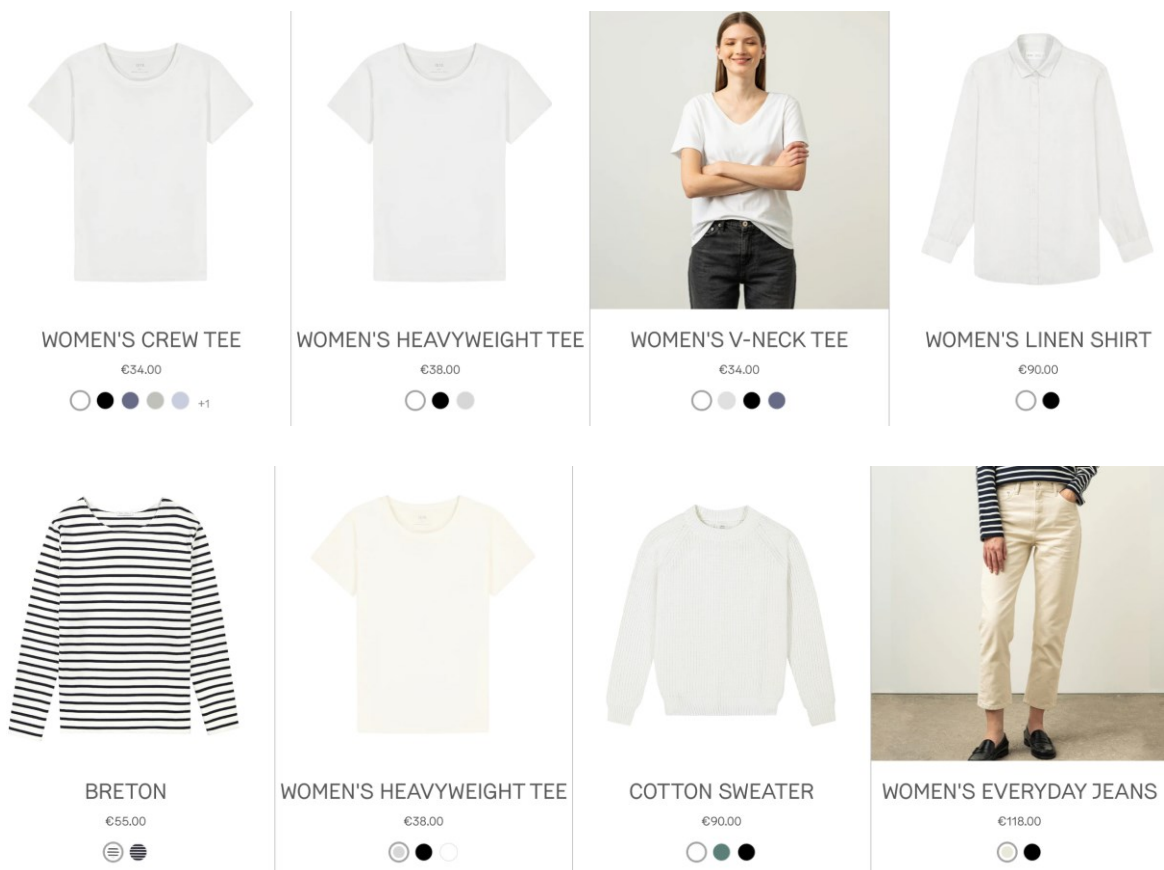 WOMEN'S CREW TEE
€34.00
+1
WOMEN'S HEAVYWEIGHT TEE
€38.00
WOMEN'S V-NECK TEE
€34.00
WOMEN'S LINEN SHIRT
€90.00
BRETON
€55.00
WOMEN'S HEAVYWEIGHT TEE
€38.00
COTTON SWEATER
€90.00
WOMEN'S EVERYDAY JEANS
€118.00